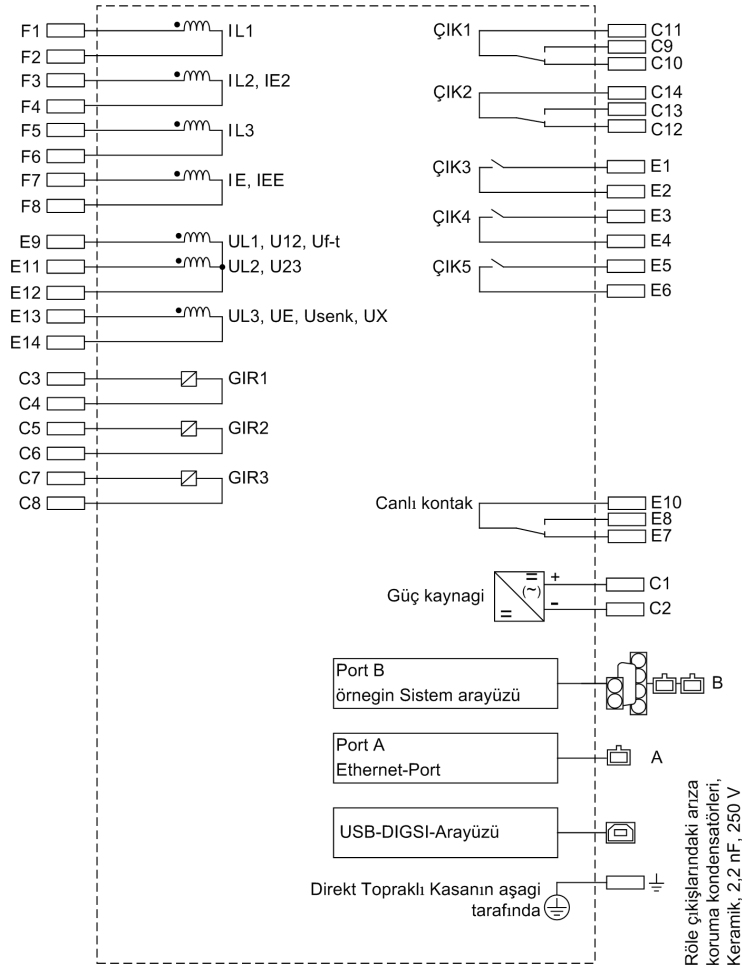 F1
IL1
F2
F3
IL2, IE2
F4
F5
IL3
F6
F7
IE, IEE
F8
E9
UL1, U12, Uf-t
E11
UL2, U23
E12
E13
UL3, UE, Usenk, UX
E14
C3
GIR1
C4
C5
GIR2
C6
C7
GIR3
C8
ÇIK1
C11
C9
C10
ÇIK2
C14
C13
C12
ÇIK3
E1
E2
ÇIK4
E3
E4
ÇIK5
E5
E6
Canlı kontak
E10
E8
E7
Güç kaynagi
=
(~)
=
+
-
C1
C2
Port B
örnegin Sistem arayüzü
B
Port A
Ethernet-Port
A
USB-DIGSI-Arayüzü
Direkt Topraklı Kasanın aşagi
tarafında
Röle çıkişlarındaki arıza
koruma kondensatörleri,
Keramik, 2,2 nF, 250 V